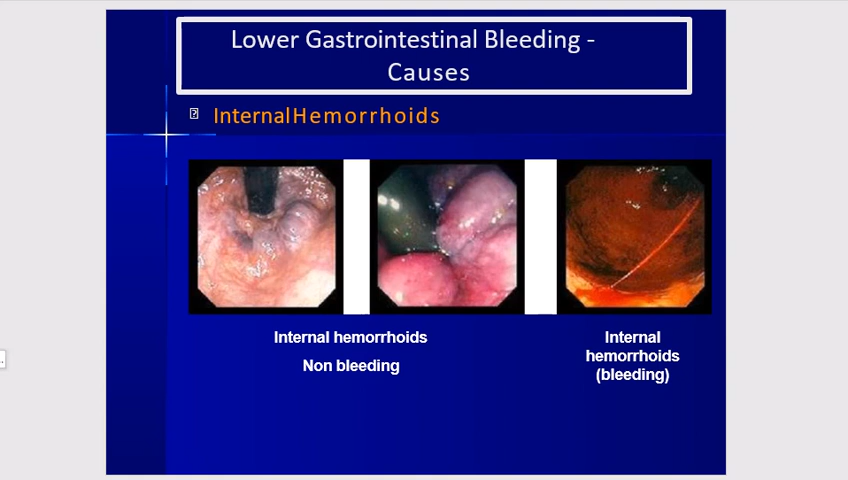 Lower Gastrointestinal Bleeding -
Causes
InternalHemorrhoids
Internal hemorrhoids
Non bleeding
Internal
hemorrhoids
(bleeding)